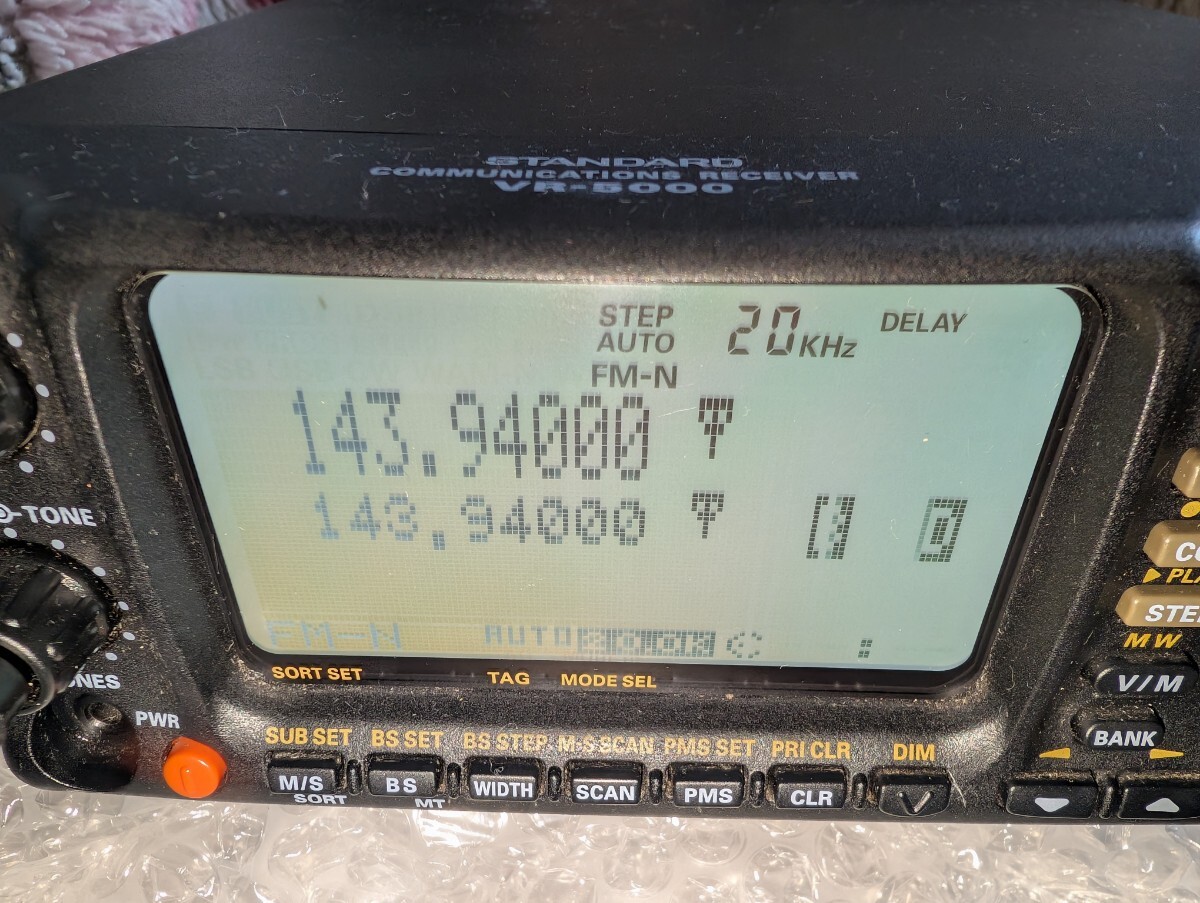 STANDARD
COMMUNICATIONS RECEIVER
VR-5000
STEP
AUTO
20 KHz
DELAY
FM-N
143.94000
143.94000
FM-N
AUTO
TONE
SORT SET
TAG
MODE SEL
PWR
SUB SET
BS SET
BS STEP
M-S SCAN
PMS SET
PRI CLR
DIM
M/S
BS
WIDTH
SCAN
PMS
CLR
V
SORT
MT
MW
V/M
BANK